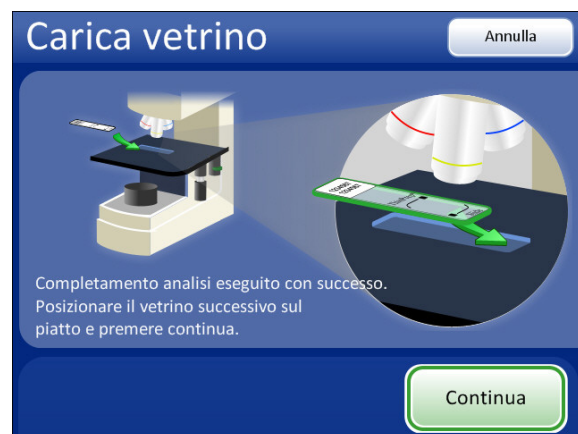 Carica vetrino
Annulla
Completamento analisi eseguito con successo.
Posizionare il vetrino successivo sul
piatto e premere continua.
Continua